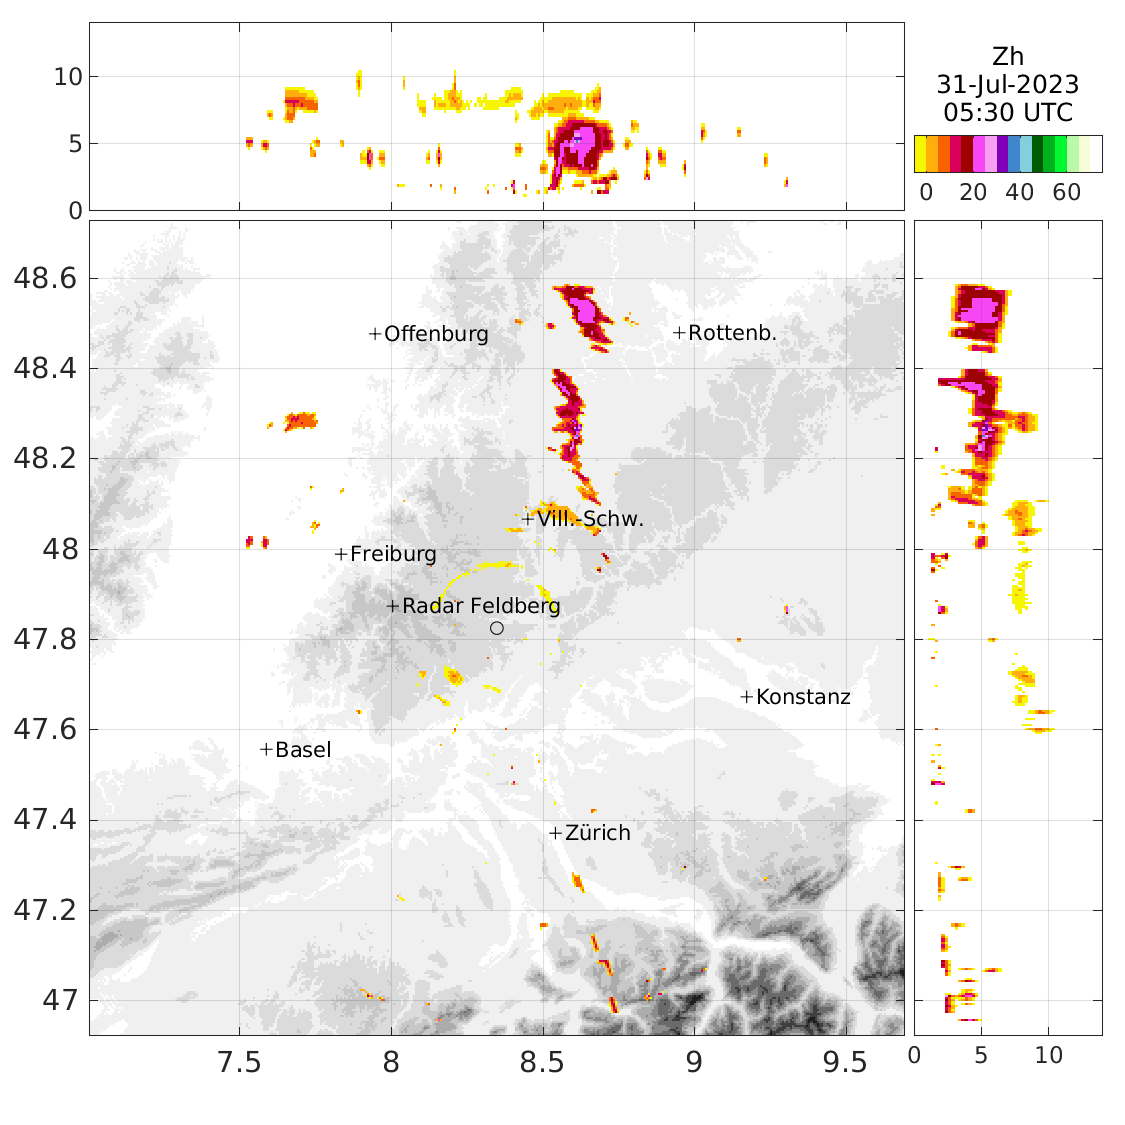 10
5
0
Zh
31-Jul-2023
05:30 UTC
0 20 40 60
48.6
48.4
48.2
48
47.8
47.6
47.4
47.2
47
Offenburg
Rottenb.
Vill.-Schw.
Freiburg
Radar Feldberg
Konstanz
Basel
Zürich
7.5 8 8.5 9 9.5
0 5 10